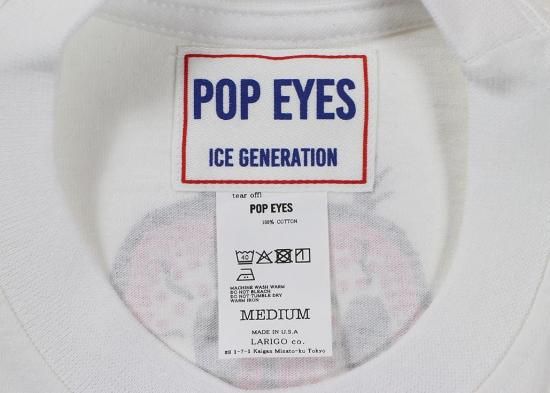 POP EYES
ICE GENERATION
tear off!
POP EYES
100% COTTON
40
MACHINE WASH WARM
DO NOT BLEACH
DO NOT TUMBLE DRY
WARM IRON
MEDIUM
MADE IN U.S.A
LARIGO co.
1-7-1 Kaigan Minato-ku Tokyo